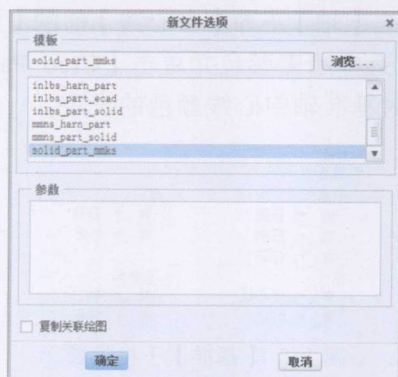 新文件选项
模板
solid_part_mmks
浏览...
inlbs_harn_part
inlbs_part_ecad
inlbs_part_solid
mmns_harn_part
mmns_part_solid
solid_part_mmks
参数
复制关联绘图
确定
取消